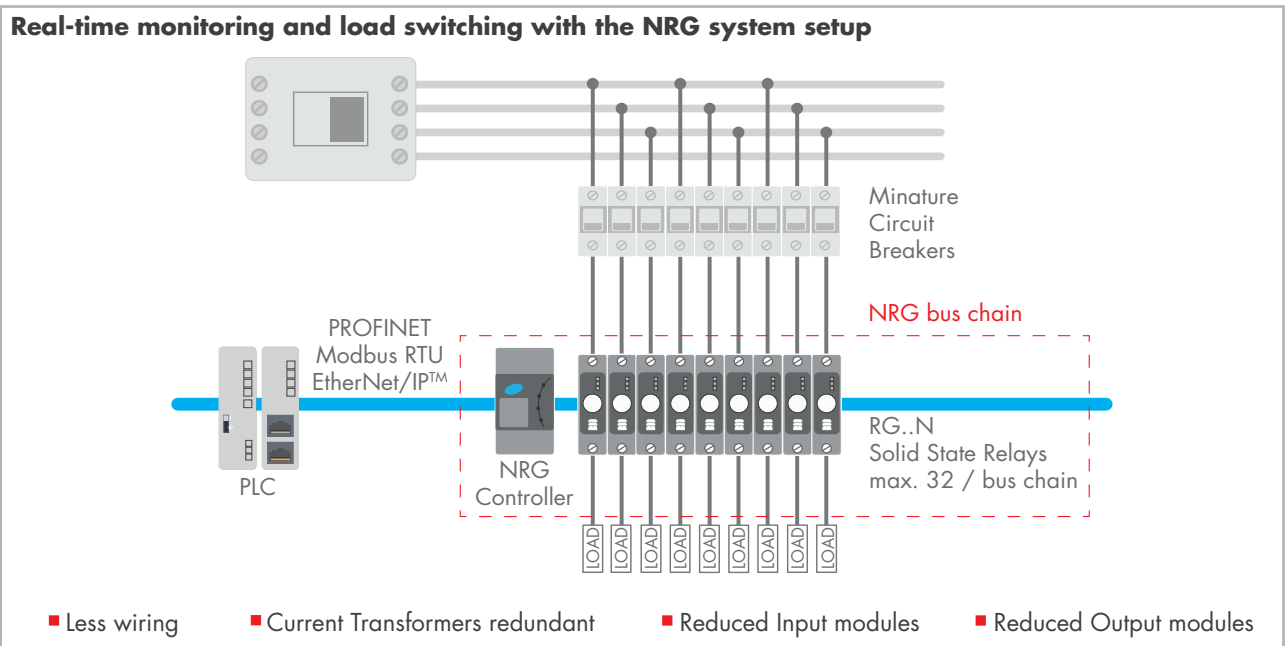 Real-time monitoring and load switching with the NRG system setup
Minature
Circuit
Breakers
NRG bus chain
PROFINET
Modbus RTU
EtherNet/IP™
RG..N
Solid State Relays
max. 32 / bus chain
PLC
NRG
Controller
LOAD
LOAD
LOAD
LOAD
LOAD
LOAD
LOAD
LOAD
LOAD
Less wiring
Current Transformers redundant
Reduced Input modules
Reduced Output modules